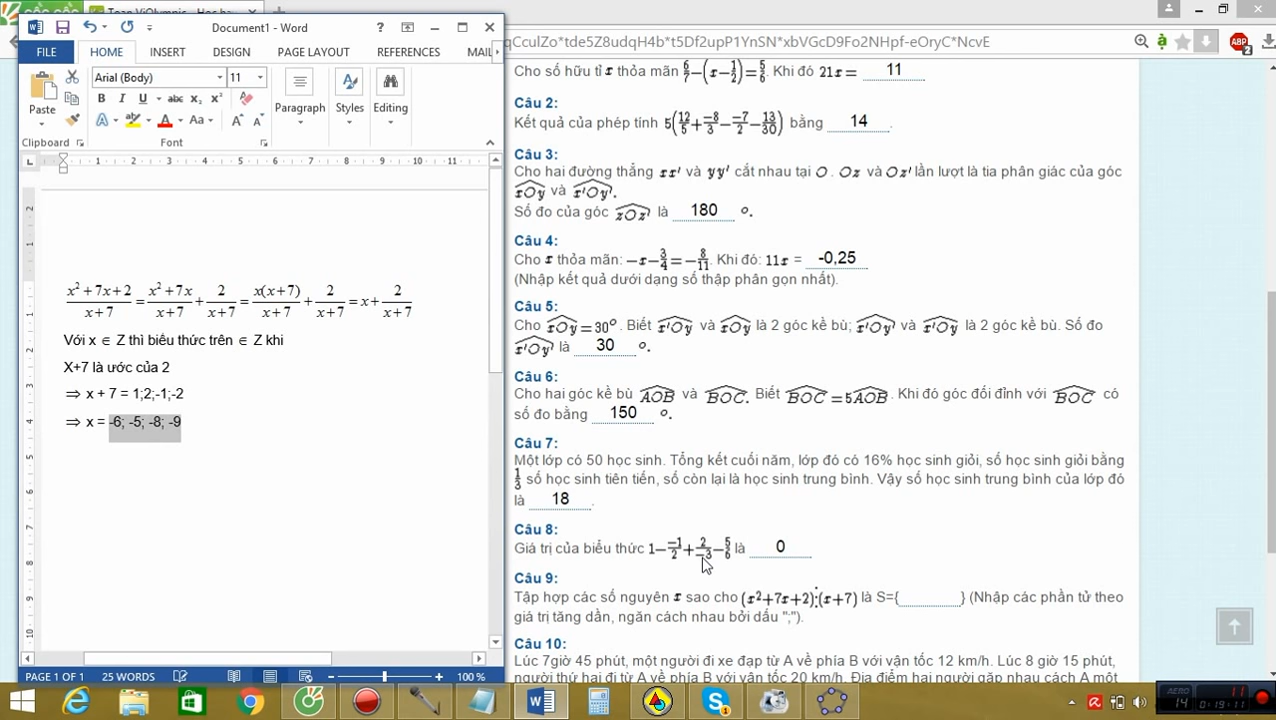 Document1 - Word
FILE HOME INSERT DESIGN PAGE LAYOUT REFERENCES MAIL
Arial (Body) 11
Paste
Paragraph
Styles
Editing
Clipboard
Font
x²+7x+2/x+7 = x²+7x/x+7 + 2/x+7 = x(x+7)/x+7 + 2/x+7 = x + 2/x+7
Với x ∈ Z thì biểu thức trên ∈ Z khi
X+7 là ước của 2
⇒ x + 7 = 1;2;-1;-2
⇒ x = -6; -5; -8; -9
PAGE 1 OF 1 25 WORDS 100 %
Cho số hữu tỉ x thỏa mãn 6/7−(x−1/2)=5/6. Khi đó 21x= 11
Câu 2:
Kết quả của phép tính 5(12/5+−8/3−−7/2−13/30) bằng 14 .
Câu 3:
Cho hai đường thẳng xx' và yy' cắt nhau tại O . Oz và Oz' lần lượt là tia phân giác của góc
xOy và x'Oy'.
Số đo của góc zOz' là 180 º.
Câu 4:
Cho x thỏa mãn: −x−3/4=−8/11. Khi đó: 11x = -0,25
(Nhập kết quả dưới dạng số thập phân gọn nhất).
Câu 5:
Cho xOy=30°. Biết x'Oy và xOy là 2 góc kề bù; x'Oy và x'Oy' là 2 góc kề bù. Số đo
x'Oy' là 30 º.
Câu 6:
Cho hai góc kề bù AOB và BOC. Biết BOC=5AOB. Khi đó góc đối đỉnh với BOC có
số đo bằng 150 º.
Câu 7:
Một lớp có 50 học sinh. Tổng kết cuối năm, lớp đó có 16% học sinh giỏi, số học sinh giỏi bằng
1/3 số học sinh tiên tiến, số còn lại là học sinh trung bình. Vậy số học sinh trung bình của lớp đó
là 18 .
Câu 8:
Giá trị của biểu thức 1−−1/2+2/−3−5/6 là 0
Câu 9:
Tập hợp các số nguyên x sao cho (x²+7x+2)⋮(x+7) là S={ } (Nhập các phần tử theo
giá trị tăng dần, ngăn cách nhau bởi dấu ";").
Câu 10:
Lúc 7giờ 45 phút, một người đi xe đạp từ A về phía B với vận tốc 12 km/h. Lúc 8 giờ 15 phút,